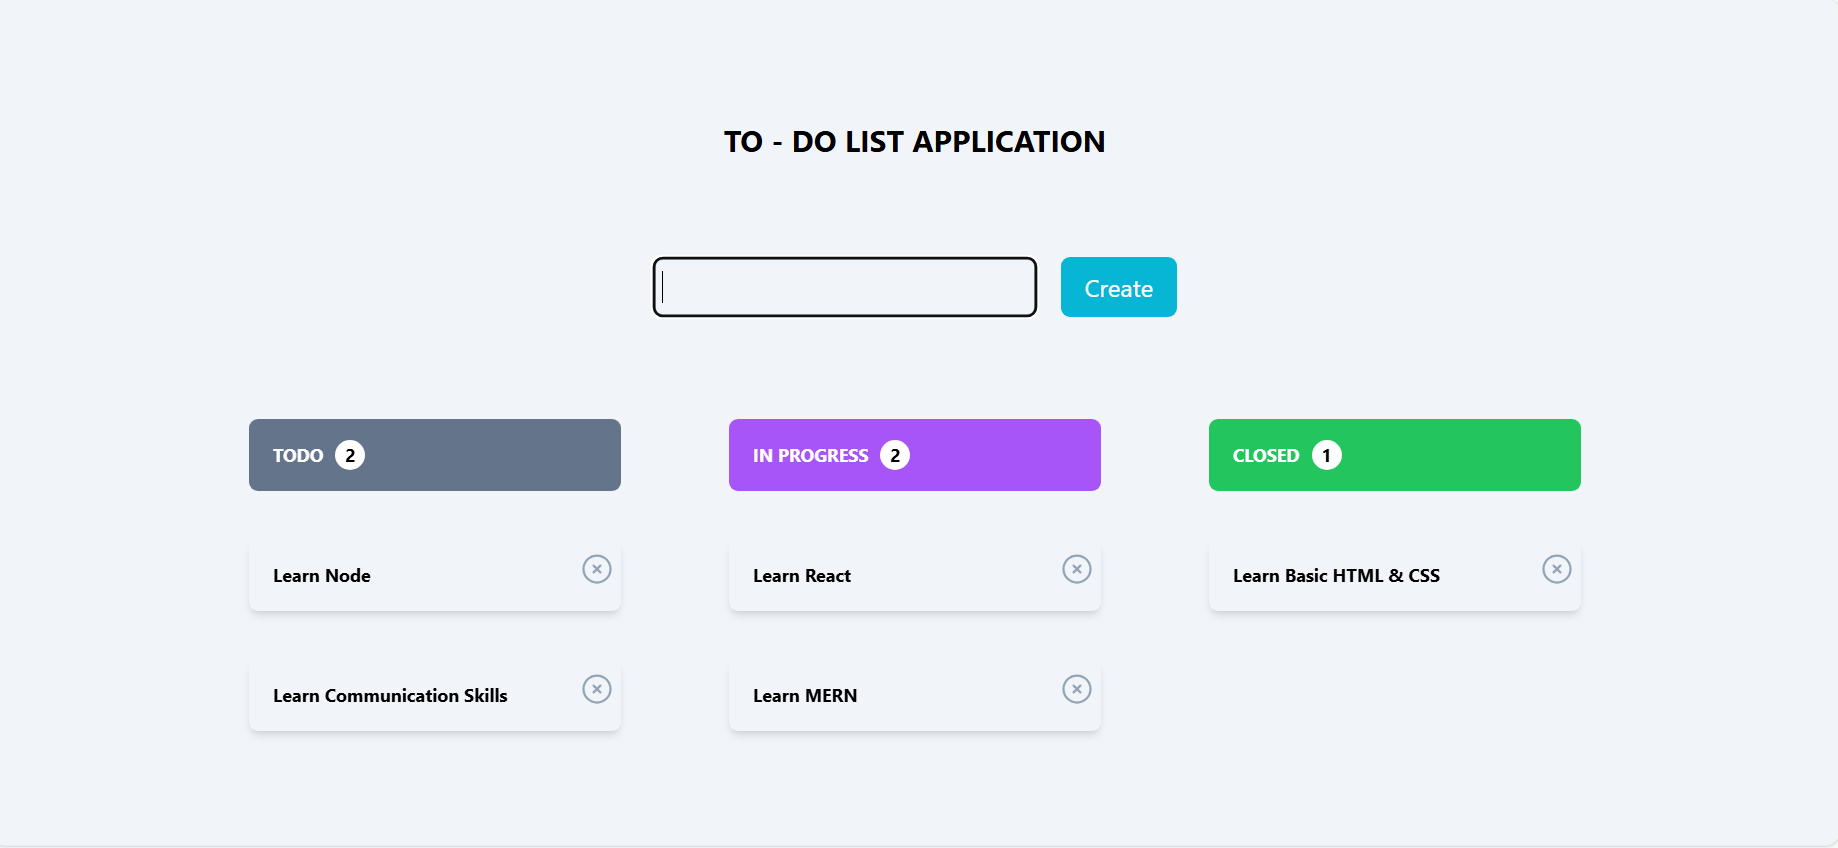 TO - DO LIST APPLICATION
Create
TODO 2
Learn Node
Learn Communication Skills
IN PROGRESS 2
Learn React
Learn MERN
CLOSED 1
Learn Basic HTML & CSS